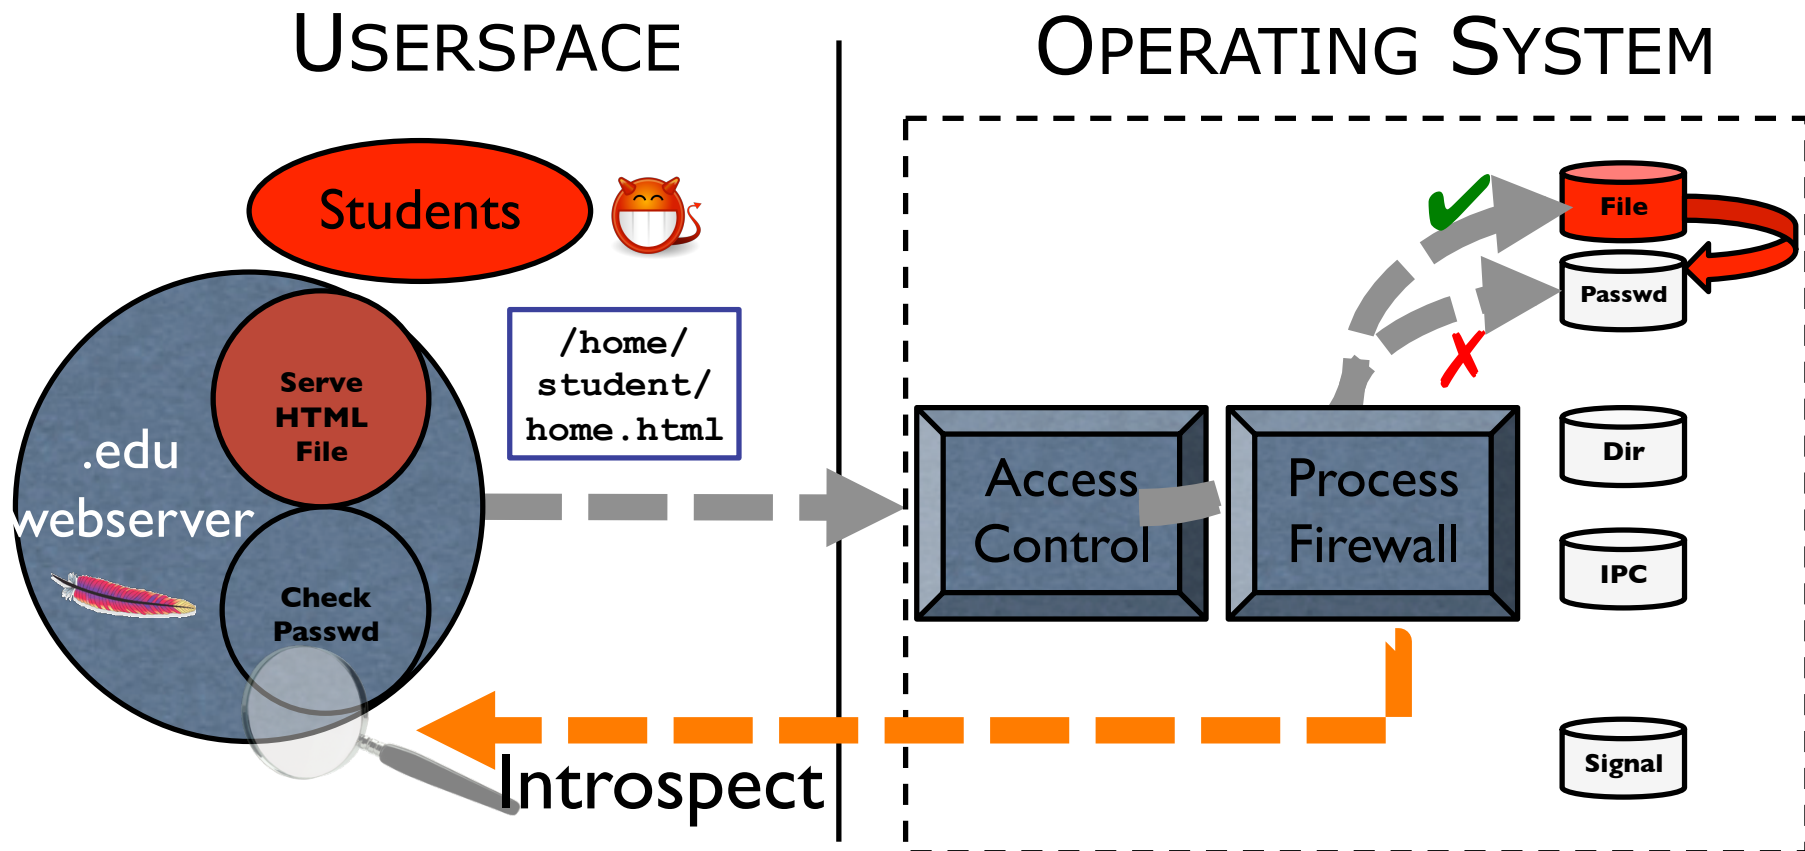 USERSPACE
OPERATING SYSTEM
Students
/home/
student/
home.html
Serve
HTML
File
.edu
webserver
Check
Passwd
Introspect
Access
Control
Process
Firewall
File
Passwd
Dir
IPC
Signal